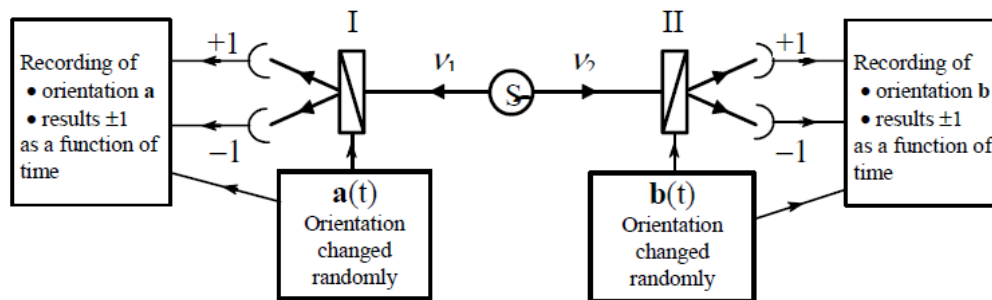 I
II
+1
+1
Recording of
• orientation a
• results ±1
as a function of
time
ν1
S
ν2
Recording of
• orientation b
• results ±1
as a function of
time
−1
−1
a(t)
Orientation
changed
randomly
b(t)
Orientation
changed
randomly